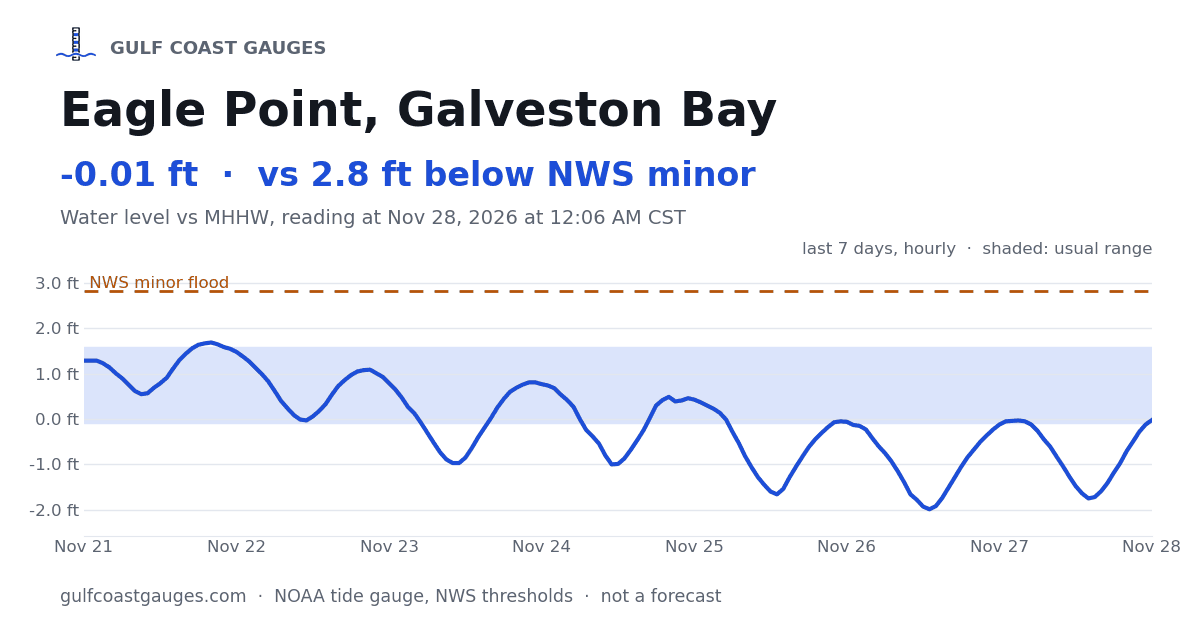 GULF COAST GAUGES
Eagle Point, Galveston Bay
-0.01 ft · vs 2.8 ft below NWS minor
Water level vs MHHW, reading at Nov 28, 2026 at 12:06 AM CST
last 7 days, hourly · shaded: usual range
3.0 ft
NWS minor flood
2.0 ft
1.0 ft
0.0 ft
-1.0 ft
-2.0 ft
Nov 21 Nov 22 Nov 23 Nov 24 Nov 25 Nov 26 Nov 27 Nov 28
gulfcoastgauges.com · NOAA tide gauge, NWS thresholds · not a forecast